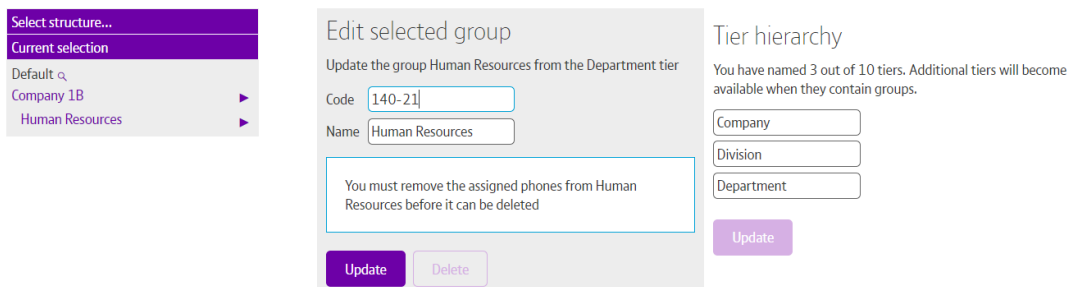 Select structure...
Current selection
Default
Company 1B
Human Resources
Edit selected group
Update the group Human Resources from the Department tier
Code 140-21
Name Human Resources
You must remove the assigned phones from Human
Resources before it can be deleted
Update Delete
Tier hierarchy
You have named 3 out of 10 tiers. Additional tiers will become
available when they contain groups.
Company
Division
Department
Update